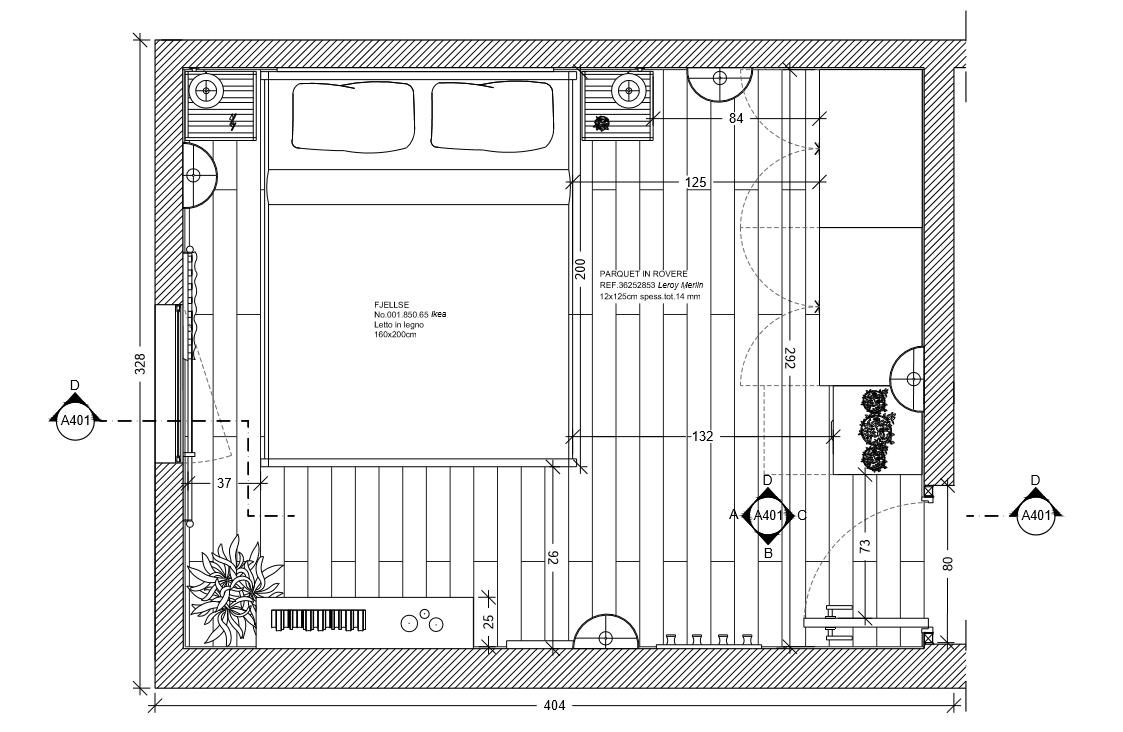 84
125
200
PARQUET IN ROVERE
REF.36252853 Leroy Merlin
12x125cm spess.tot.14 mm
FJELLSE
No.001.850.65 Ikea
Letto in legno
160x200cm
328
292
D
A401
132
37
D
A A401 C
B
D
A401
92
73
80
25
404